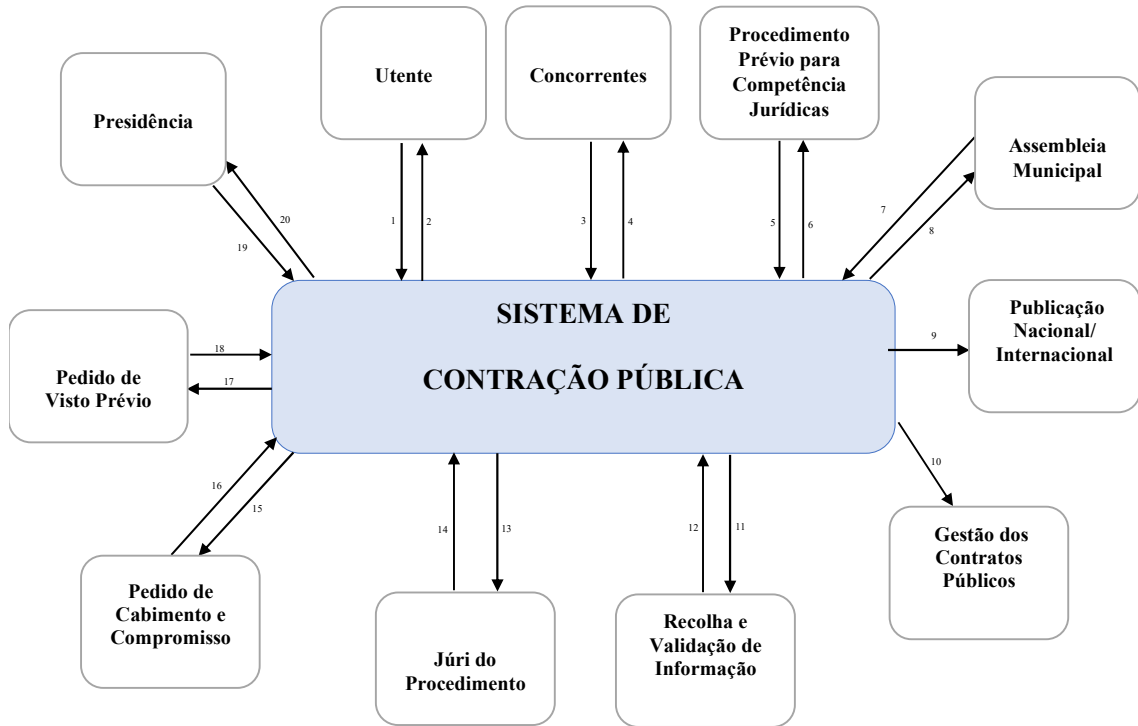 Utente
Concorrentes
Procedimento
Prévio para
Competência
Jurídicas
Presidência
Assembleia
Municipal
20
19
1
2
3
4
5
6
7
8
SISTEMA DE
CONTRAÇÃO PÚBLICA
Publicação
Nacional/
Internacional
9
18
17
Pedido de
Visto Prévio
16
15
14
13
12
11
10
Gestão dos
Contratos
Públicos
Pedido de
Cabimento e
Compromisso
Júri do
Procedimento
Recolha e
Validação de
Informação